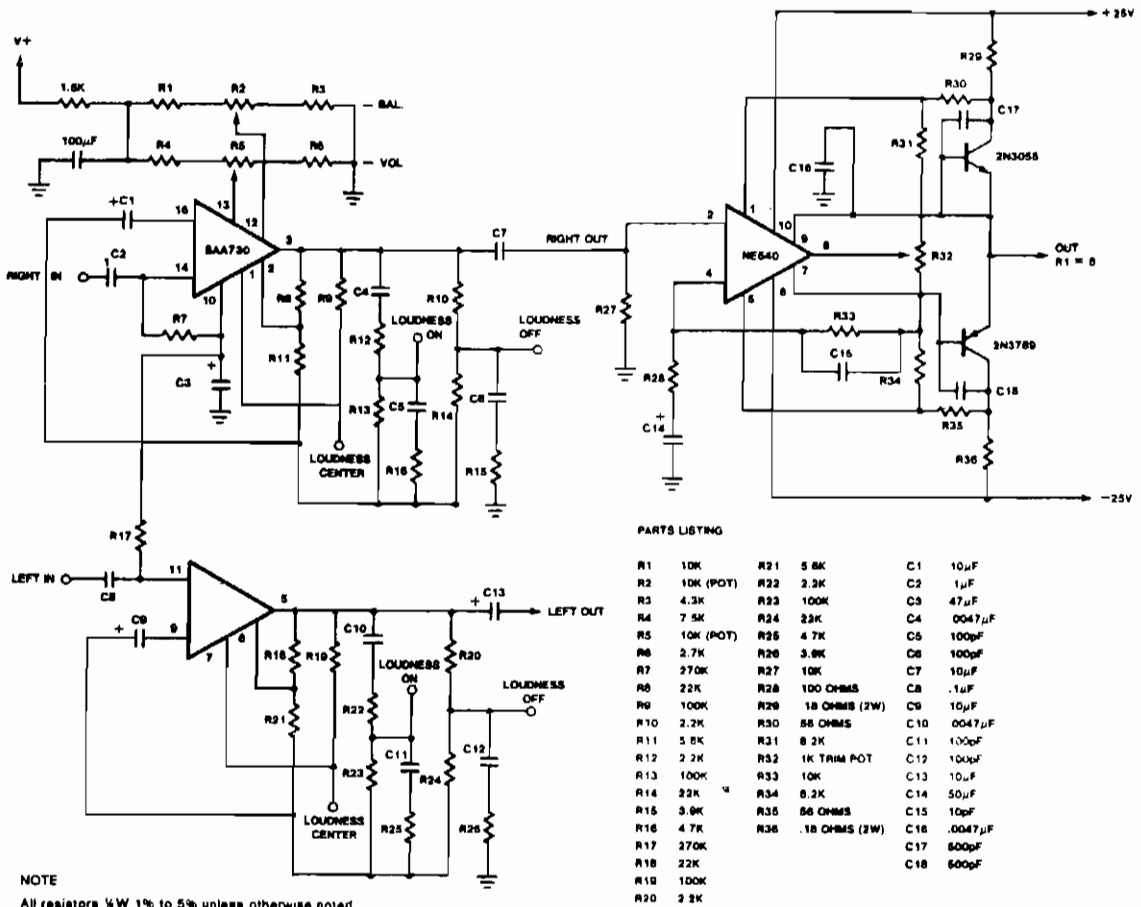 V+
1.5K
R1
R2
R3
BAL.
100µF
R4
R5
R6
VOL
+
C1
16
13
12
SAA730
3
RIGHT IN
C2
14
10
1
2
R7
+
C3
R8
R9
C4
R10
C7
RIGHT OUT
LOUDNESS ON
LOUDNESS OFF
R11
R12
R13
C5
R14
C6
LOUDNESS CENTER
R16
R15
R17
LEFT IN
C8
11
5
+
C9
9
7
6
R18
R19
C10
R20
+
C13
LEFT OUT
LOUDNESS ON
LOUDNESS OFF
R21
R22
R23
C11
R24
C12
LOUDNESS CENTER
R25
R26
+25V
R29
R30
C17
R31
C16
2N3055
2
1
10
9
NE540
8
7
4
5
6
R27
R32
OUT
R1 = 8
R33
C15
R28
R34
2N3789
C18
+
C14
R35
R36
-25V
PARTS LISTING
R1 10K R21 5.6K C1 10µF
R2 10K (POT) R22 2.2K C2 1µF
R3 4.3K R23 100K C3 47µF
R4 7.5K R24 22K C4 .0047µF
R5 10K (POT) R25 4.7K C5 100pF
R6 2.7K R26 3.9K C6 100pF
R7 270K R27 10K C7 10µF
R8 22K R28 100 OHMS C8 .1µF
R9 100K R29 .18 OHMS (2W) C9 10µF
R10 2.2K R30 56 OHMS C10 .0047µF
R11 5.6K R31 8.2K C11 100pF
R12 2.2K R32 1K TRIM POT C12 100pF
R13 100K R33 10K C13 10µF
R14 22K R34 8.2K C14 50µF
R15 3.9K R35 56 OHMS C15 10pF
R16 4.7K R36 .18 OHMS (2W) C16 .0047µF
R17 270K C17 500pF
R18 22K C18 500pF
R19 100K
R20 2.2K
NOTE
All resistors ¼W 1% to 5% unless otherwise noted